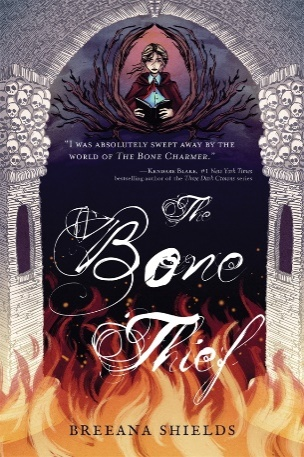 "I was absolutely swept away by the
world of The Bone Charmer."
—Kendare Blake, #1 New York Times
bestselling author of the Three Dark Crowns series
The
Bone
Thief
BREEANA SHIELDS